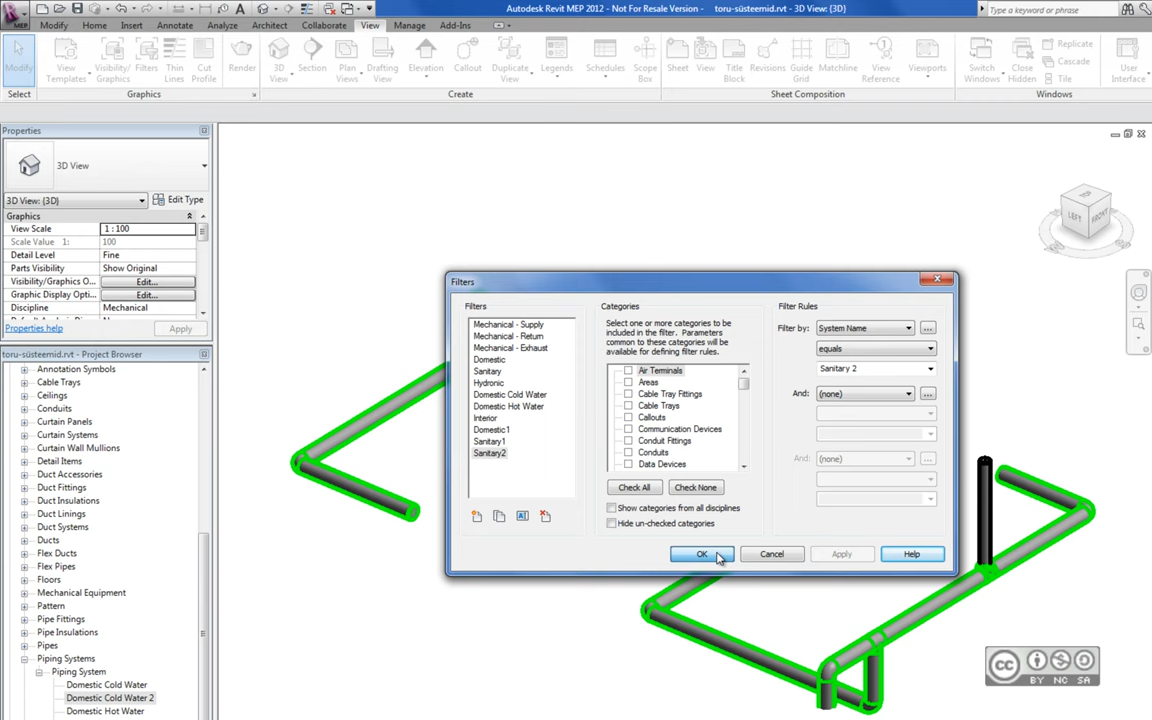 MEP
Autodesk Revit MEP 2012 - Not For Resale Version - toru-süsteemid.rvt - 3D View: {3D}
Type a keyword or phrase
Home
Insert
Annotate
Analyze
Architect
Collaborate
View
Manage
Add-Ins
Modify
View Templates
Visibility/ Graphics
Filters
Thin Lines
Cut Profile
Render
3D View
Section
Plan Views
Drafting View
Elevation
Callout
Duplicate View
Legends
Schedules
Scope Box
Sheet
View
Title Block
Revisions
Guide Grid
Matchline
View Reference
Viewports
Switch Windows
Close Hidden
Replicate
Cascade
Tile
User Interface
Select
Graphics
Create
Sheet Composition
Windows
Properties
3D View
3D View: {3D}
Edit Type
Graphics
View Scale 1 : 100
Scale Value 1: 100
Detail Level Fine
Parts Visibility Show Original
Visibility/Graphics O... Edit...
Graphic Display Opti... Edit...
Discipline Mechanical
Properties help
Apply
toru-süsteemid.rvt - Project Browser
Annotation Symbols
Cable Trays
Ceilings
Conduits
Curtain Panels
Curtain Systems
Curtain Wall Mullions
Detail Items
Duct Accessories
Duct Fittings
Duct Insulations
Duct Linings
Duct Systems
Ducts
Flex Ducts
Flex Pipes
Floors
Mechanical Equipment
Pattern
Pipe Fittings
Pipe Insulations
Pipes
Piping Systems
Piping System
Domestic Cold Water
Domestic Cold Water 2
Domestic Hot Water
Filters
Filters
Mechanical - Supply
Mechanical - Return
Mechanical - Exhaust
Domestic
Sanitary
Hydronic
Domestic Cold Water
Domestic Hot Water
Interior
Domestic1
Sanitary1
Sanitary2
Categories
Select one or more categories to be
included in the filter. Parameters
common to these categories will be
available for defining filter rules.
Air Terminals
Areas
Cable Tray Fittings
Cable Trays
Callouts
Communication Devices
Conduit Fittings
Conduits
Data Devices
Check All
Check None
Show categories from all disciplines
Hide un-checked categories
Filter Rules
Filter by: System Name ...
equals
Sanitary 2
And: (none) ...
And: (none) ...
OK
Cancel
Apply
Help
TOP
LEFT
FRONT
cc
BY NC SA